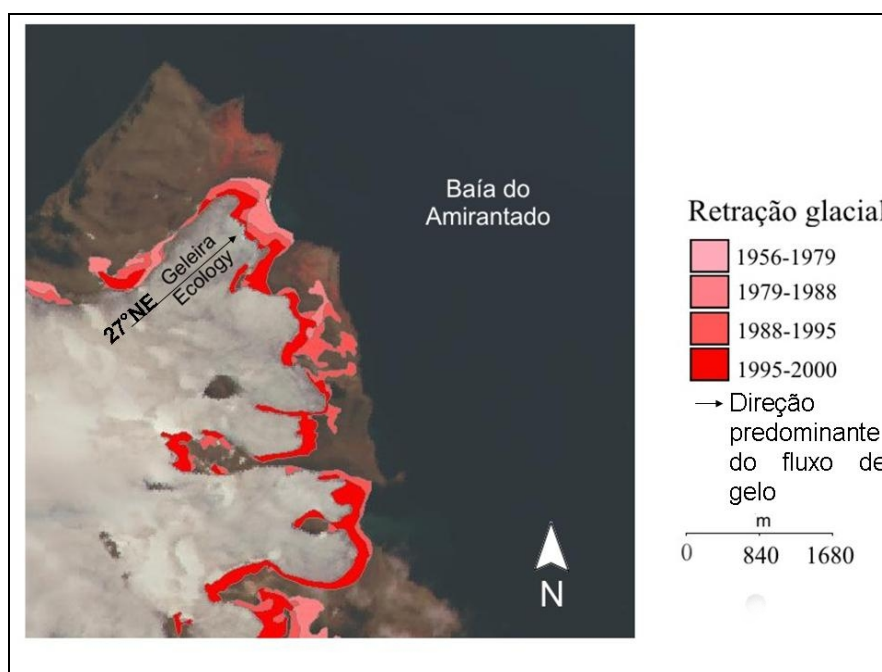 Baía do
Amirantado
Geleira
Ecology
27°NE
N
Retração glacial
1956-1979
1979-1988
1988-1995
1995-2000
Direção
predominante
do fluxo de
gelo
m
0 840 1680